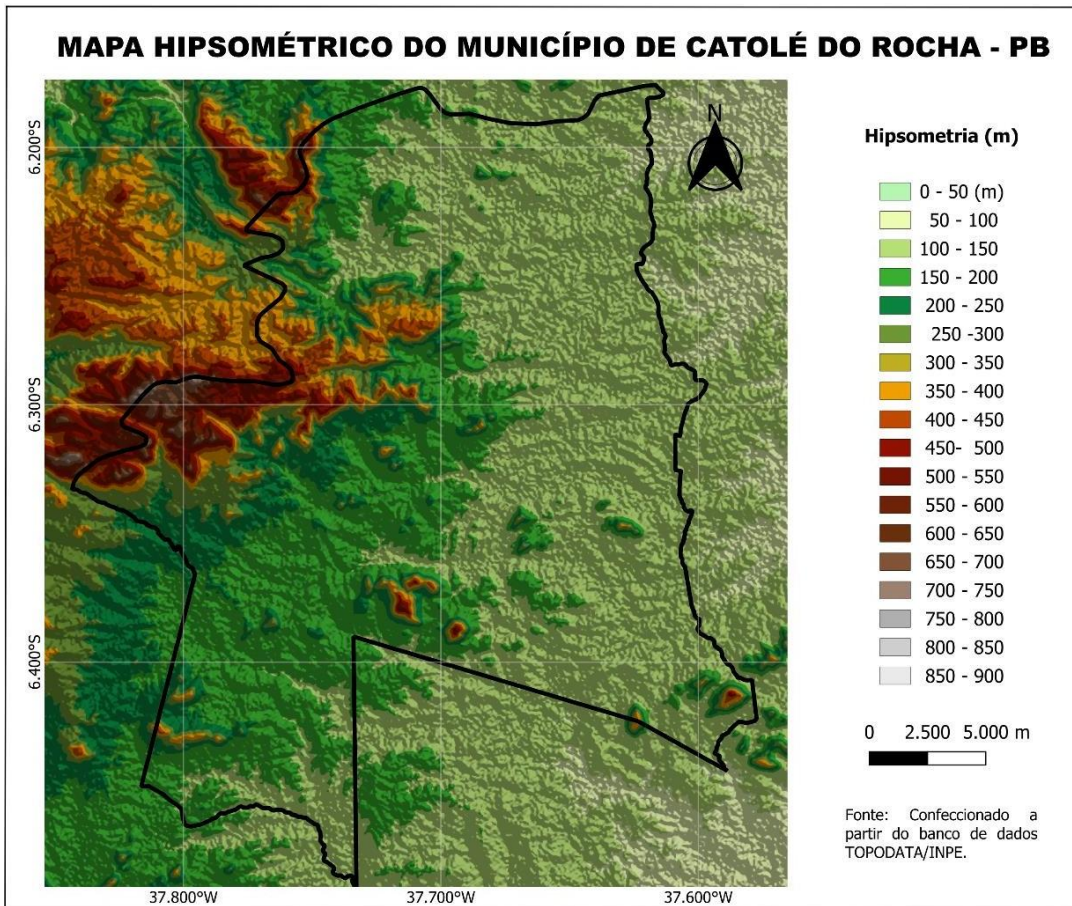 MAPA HIPSOMÉTRICO DO MUNICÍPIO DE CATOLÉ DO ROCHA - PB
N
6.200°S
6.300°S
6.400°S
37.800°W
37.700°W
37.600°W
Hipsometria (m)
0 - 50 (m)
50 - 100
100 - 150
150 - 200
200 - 250
250 -300
300 - 350
350 - 400
400 - 450
450- 500
500 - 550
550 - 600
600 - 650
650 - 700
700 - 750
750 - 800
800 - 850
850 - 900
0 2.500 5.000 m
Fonte: Confeccionado a
partir do banco de dados
TOPODATA/INPE.